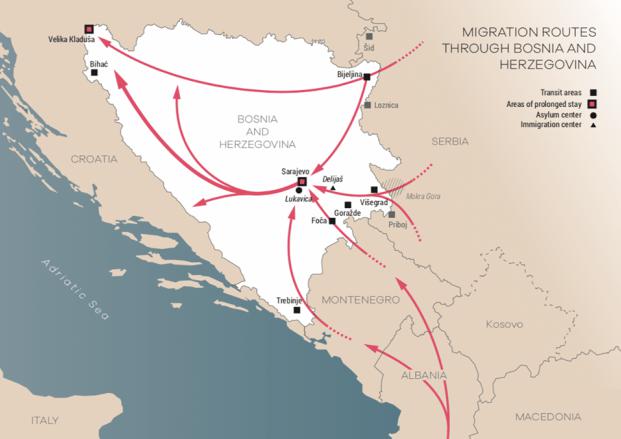 MIGRATION ROUTES
THROUGH BOSNIA AND
HERZEGOVINA
Transit areas
Areas of prolonged stay
Asylum center
Immigration center
Velika Kladuša
Šid
Bihać
Bijeljina
Loznica
BOSNIA
AND
HERZEGOVINA
SERBIA
CROATIA
Sarajevo
Delijaš
Lukavica
Višegrad
Mokra Gora
Goražde
Foča
Priboj
Adriatic Sea
Trebinje
MONTENEGRO
Kosovo
ALBANIA
ITALY
MACEDONIA